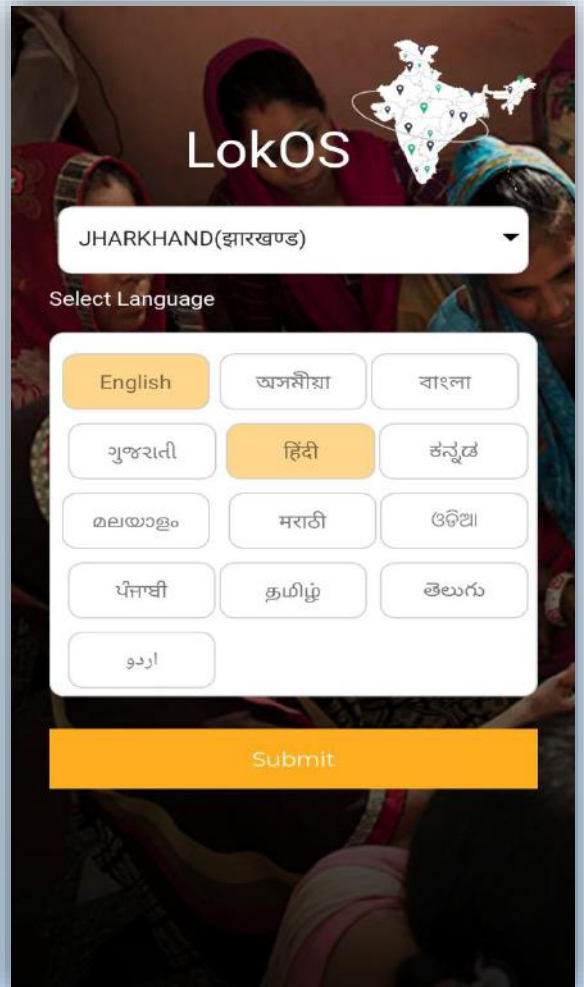 LokOS
JHARKHAND(झारखण्ड)
Select Language
English অসমীয়া বাংলা
ગુજરાતી हिंदी ಕನ್ನಡ
മലയാളം मराठी ଓଡିଆ
ਪੰਜਾਬੀ தமிழ் తెలుగు
اردو
Submit